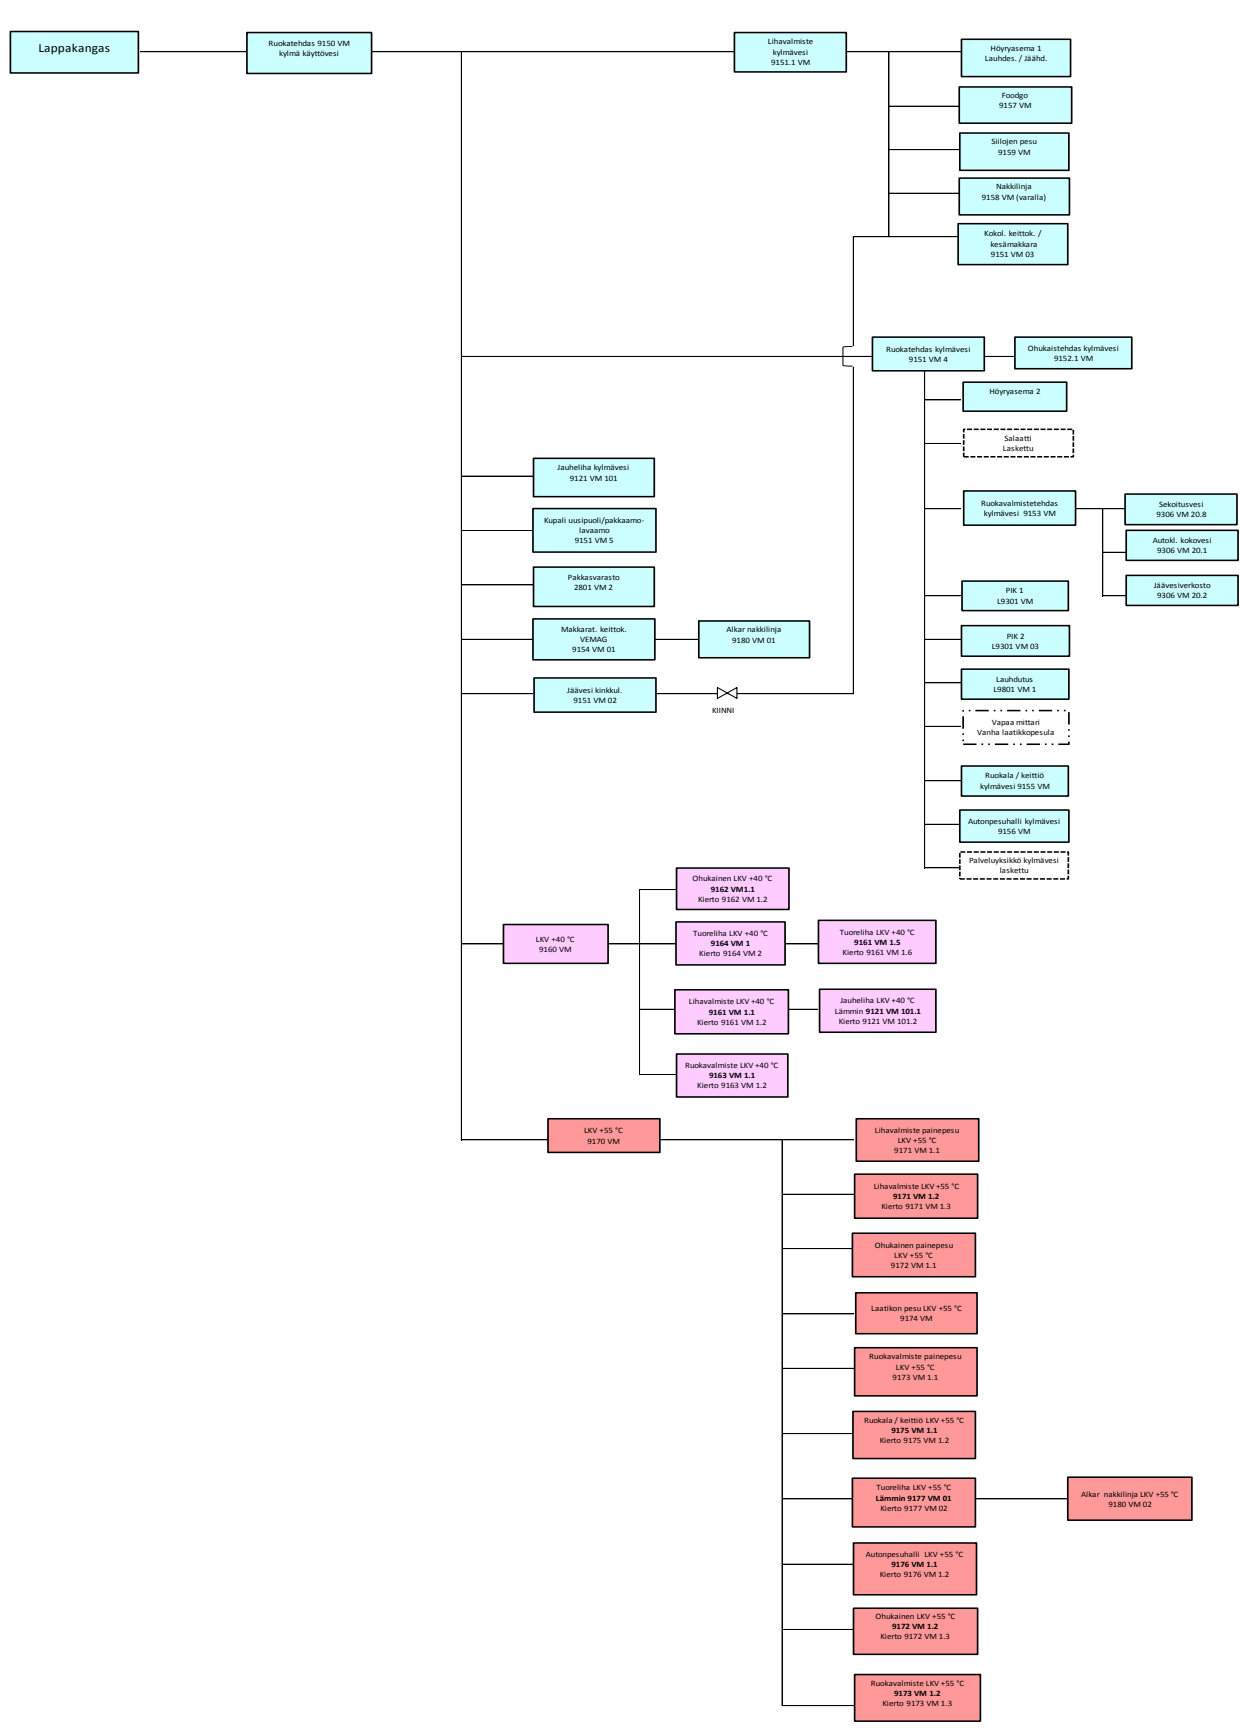 Lappakangas
Ruokatehdas 9150 VM
kylmä käyttövesi
Lihavalmiste
kylmävesi
9151.1 VM
Höyryasema 1
Lauhdes. / Jäähd.
Foodgo
9157 VM
Siilojen pesu
9159 VM
Nakkilinja
9158 VM (varalla)
Kokol. keittok. /
kesämakkara
9151 VM 03
Ruokatehdas kylmävesi
9151 VM 4
Ohukaistehdas kylmävesi
9152.1 VM
Höyryasema 2
Salaatti
Laskettu
Ruokavalmistetehdas
kylmävesi 9153 VM
Sekoitusvesi
9306 VM 20.8
Autokl. kokovesi
9306 VM 20.1
Jäävesiverkosto
9306 VM 20.2
PIK 1
L9301 VM
PIK 2
L9301 VM 03
Lauhdutus
L9801 VM 1
Vapaa mittari
Vanha laatikkopesula
Ruokala / keittiö
kylmävesi 9155 VM
Autonpesuhalli kylmävesi
9156 VM
Palveluyksikkö kylmävesi
laskettu
Jauheliha kylmävesi
9121 VM 101
Kupali uusipuoli/pakkaamo-
lavaamo
9151 VM 5
Pakkasvarasto
2801 VM 2
Makkarat. keittok.
VEMAG
9154 VM 01
Alkar nakkilinja
9180 VM 01
Jäävesi kinkkul.
9151 VM 02
KIINNI
LKV +40 °C
9160 VM
Ohukainen LKV +40 °C
9162 VM1.1
Kierto 9162 VM 1.2
Tuoreliha LKV +40 °C
9164 VM 1
Kierto 9164 VM 2
Tuoreliha LKV +40 °C
9161 VM 1.5
Kierto 9161 VM 1.6
Lihavalmiste LKV +40 °C
9161 VM 1.1
Kierto 9161 VM 1.2
Jauheliha LKV +40 °C
Lämmin 9121 VM 101.1
Kierto 9121 VM 101.2
Ruokavalmiste LKV +40 °C
9163 VM 1.1
Kierto 9163 VM 1.2
LKV +55 °C
9170 VM
Lihavalmiste painepesu
LKV +55 °C
9171 VM 1.1
Lihavalmiste LKV +55 °C
9171 VM 1.2
Kierto 9171 VM 1.3
Ohukainen painepesu
LKV +55 °C
9172 VM 1.1
Laatikon pesu LKV +55 °C
9174 VM
Ruokavalmiste painepesu
LKV +55 °C
9173 VM 1.1
Ruokala / keittiö LKV +55 °C
9175 VM 1.1
Kierto 9175 VM 1.2
Tuoreliha LKV +55 °C
Lämmin 9177 VM 01
Kierto 9177 VM 02
Alkar nakkilinja LKV +55 °C
9180 VM 02
Autonpesuhalli LKV +55 °C
9176 VM 1.1
Kierto 9176 VM 1.2
Ohukainen LKV +55 °C
9172 VM 1.2
Kierto 9172 VM 1.3
Ruokavalmiste LKV +55 °C
9173 VM 1.2
Kierto 9173 VM 1.3